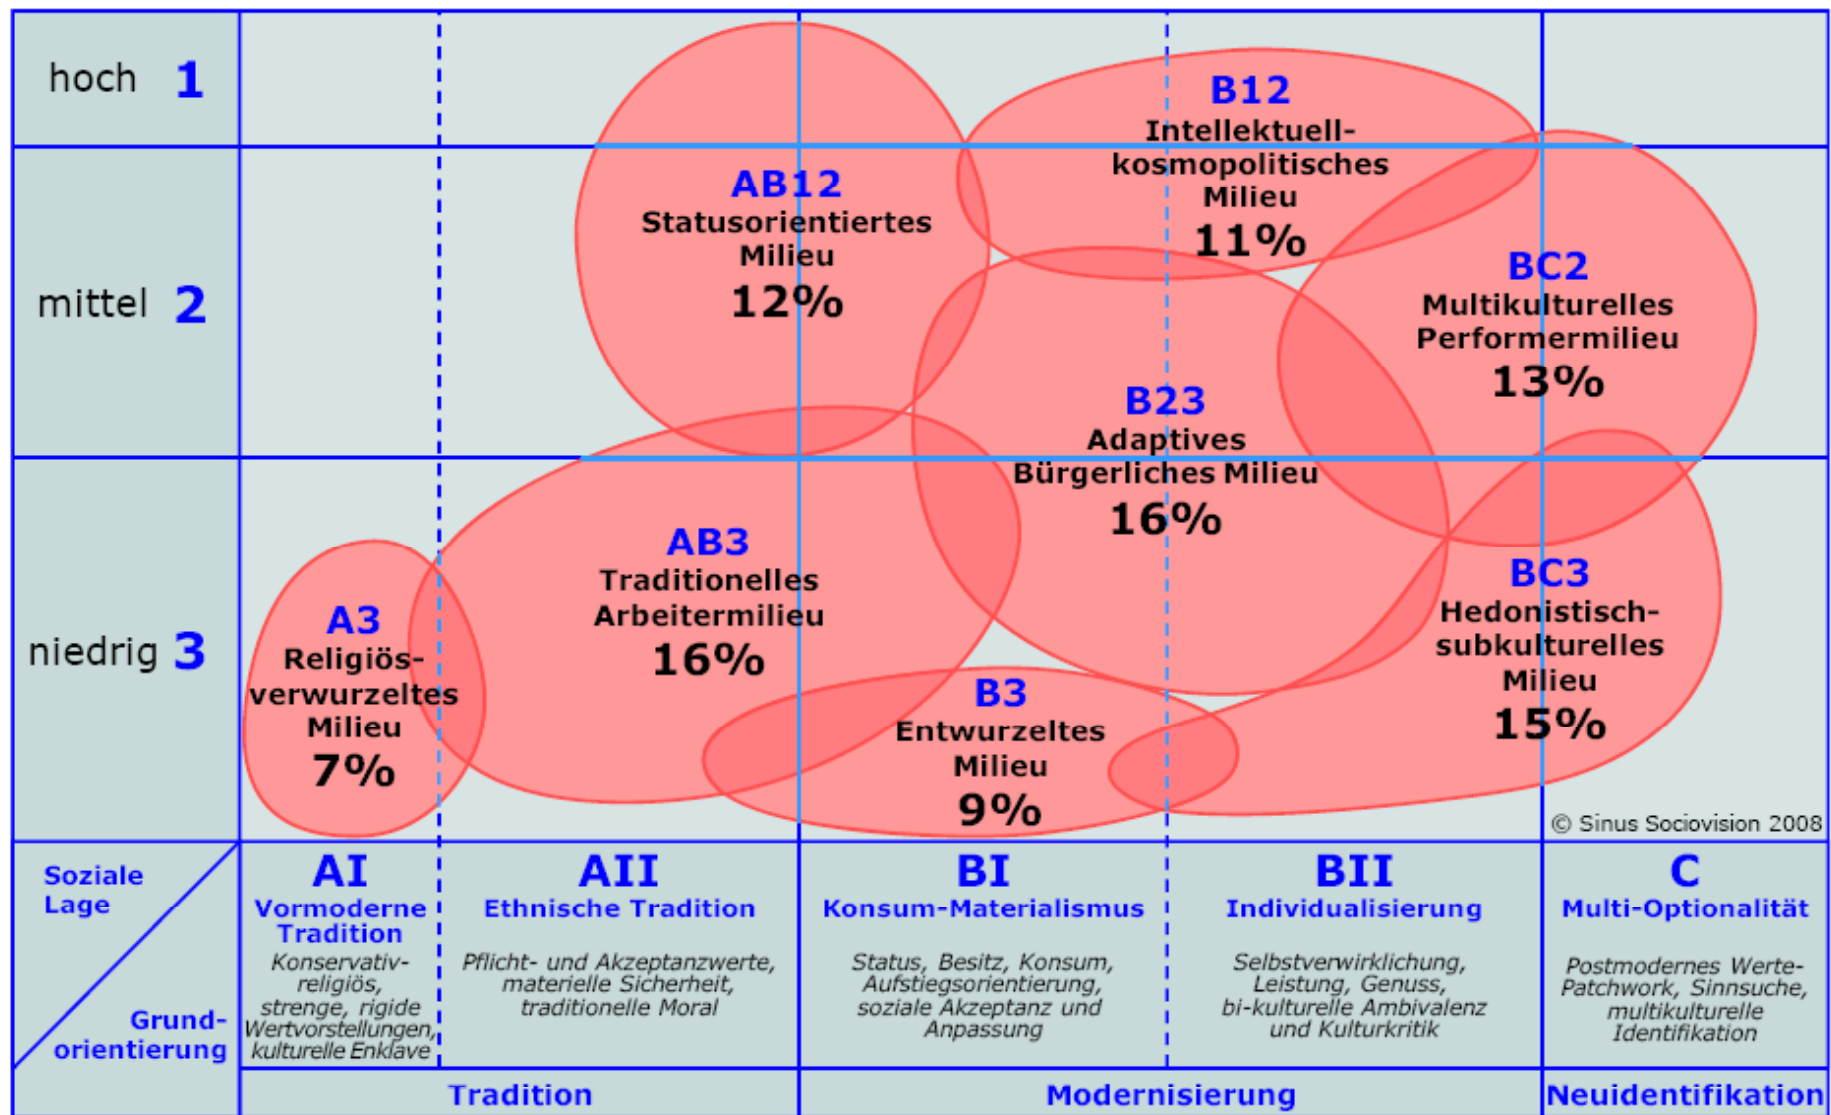 hoch 1
mittel 2
niedrig 3
AB12
Statusorientiertes
Milieu
12%
B12
Intellektuell-
kosmopolitisches
Milieu
11%
BC2
Multikulturelles
Performermilieu
13%
B23
Adaptives
Bürgerliches Milieu
16%
AB3
Traditionelles
Arbeitermilieu
16%
A3
Religiös-
verwurzeltes
Milieu
7%
B3
Entwurzeltes
Milieu
9%
BC3
Hedonistisch-
subkulturelles
Milieu
15%
© Sinus Sociovision 2008
Soziale
Lage
Grund-
orientierung
AI
Vormoderne
Tradition
Konservativ-
religiös,
strenge, rigide
Wertvorstellungen,
kulturelle Enklave
AII
Ethnische Tradition
Pflicht- und Akzeptanzwerte,
materielle Sicherheit,
traditionelle Moral
BI
Konsum-Materialismus
Status, Besitz, Konsum,
Aufstiegsorientierung,
soziale Akzeptanz und
Anpassung
BII
Individualisierung
Selbstverwirklichung,
Leistung, Genuss,
bi-kulturelle Ambivalenz
und Kulturkritik
C
Multi-Optionalität
Postmodernes Werte-
Patchwork, Sinnsuche,
multikulturelle
Identifikation
Tradition
Modernisierung
Neuidentifikation